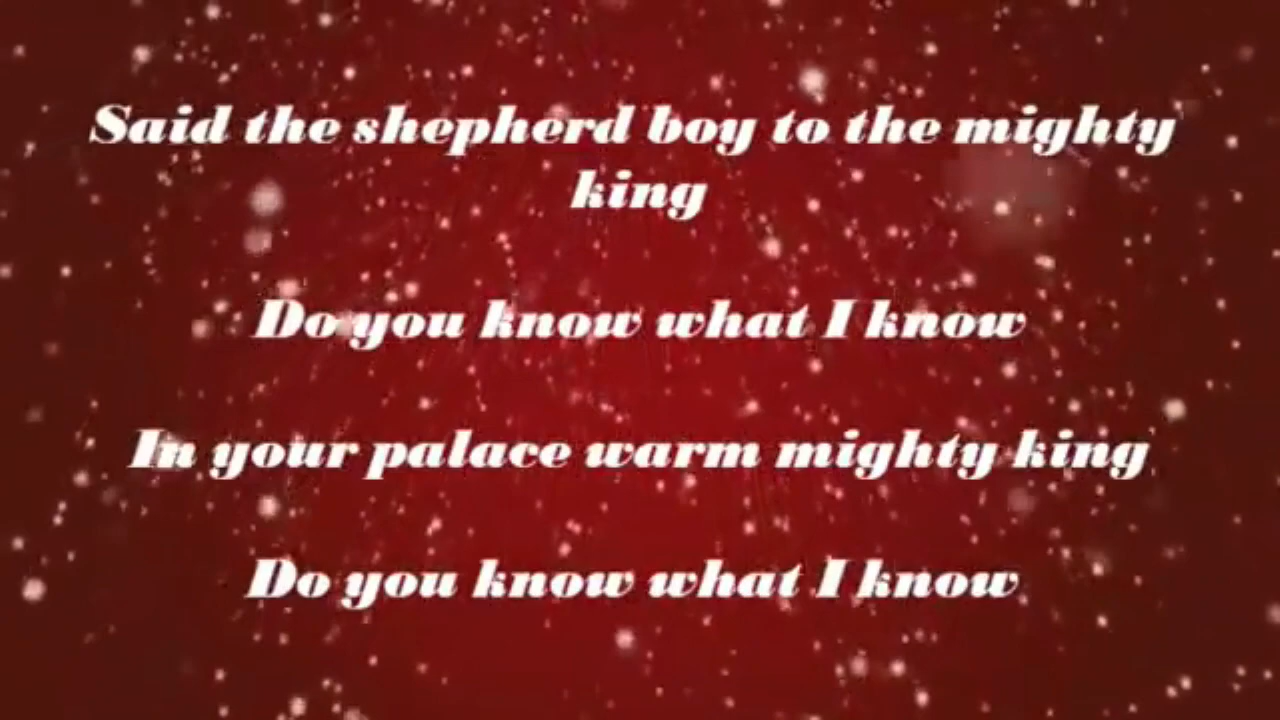 Said the shepherd boy to the mighty
king
Do you know what I know
In your palace warm mighty king
Do you know what I know